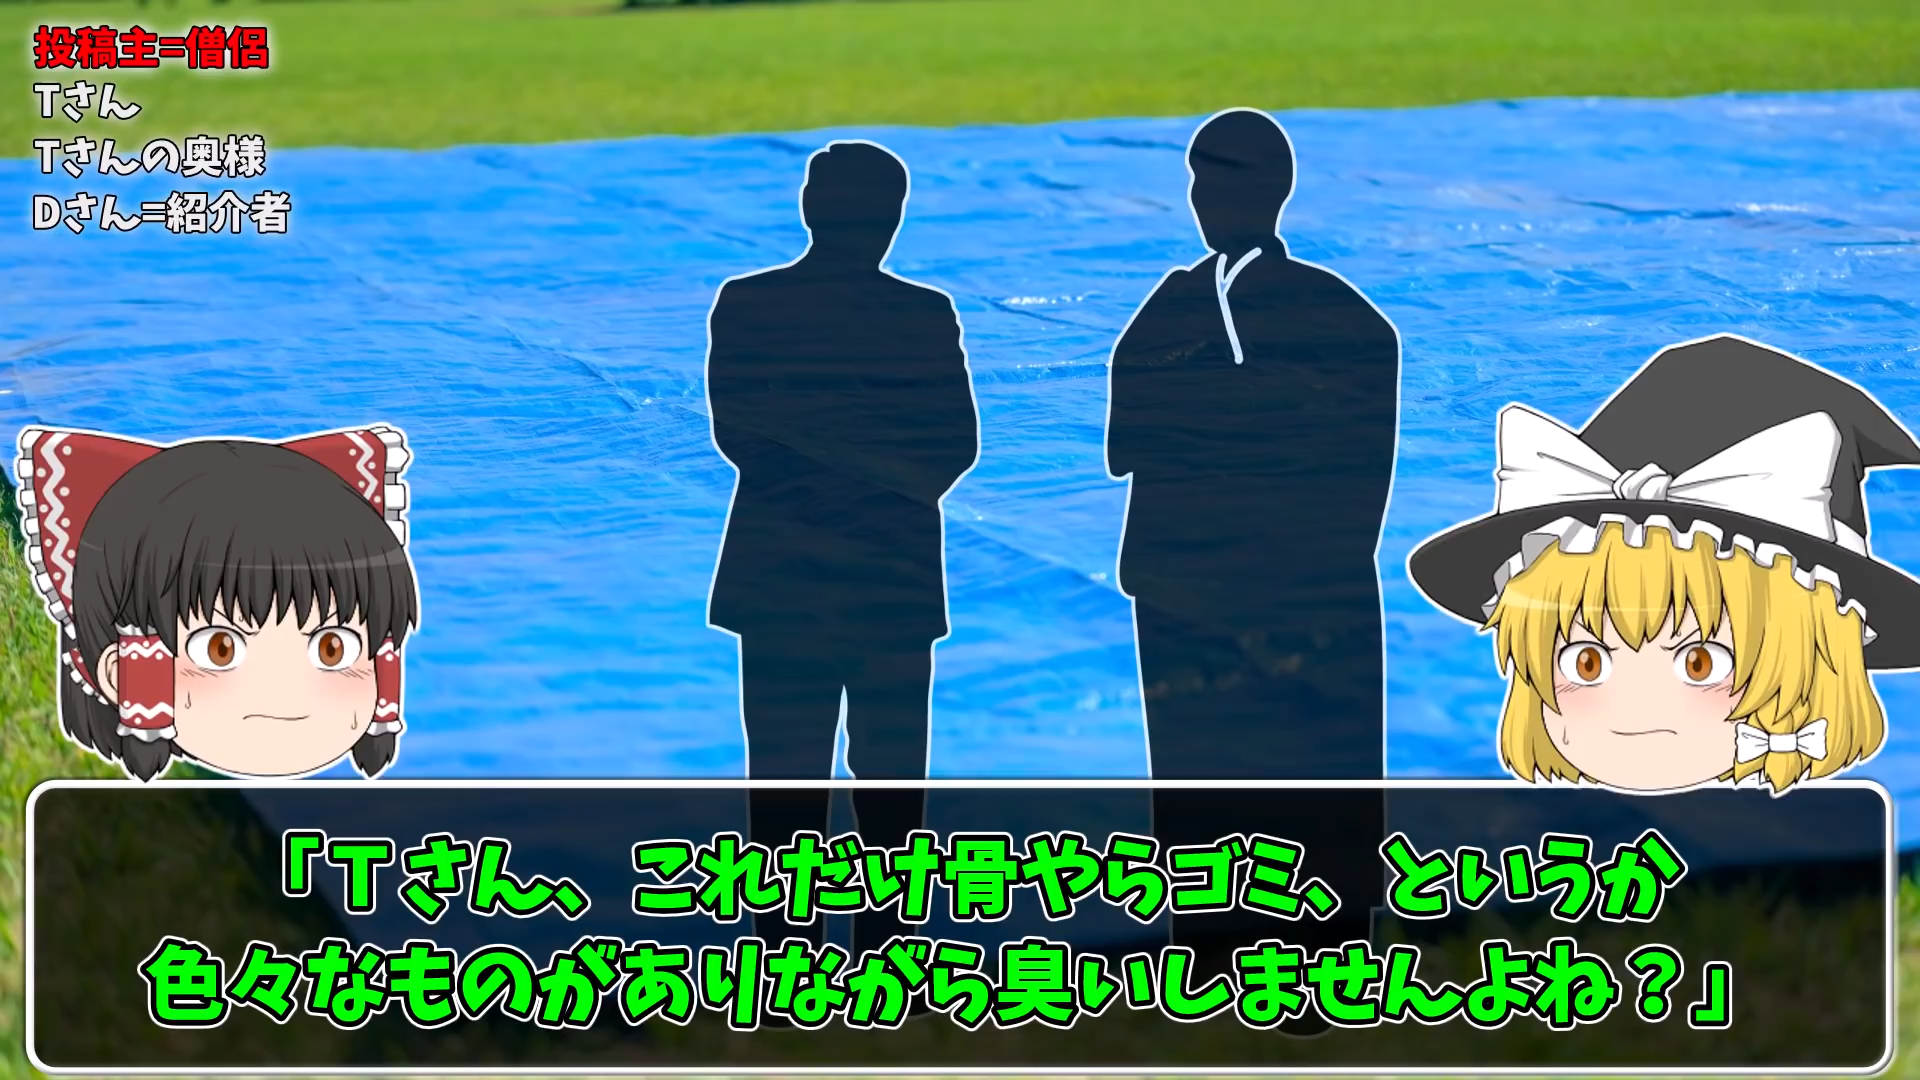 投稿主=僧侶
Tさん
Tさんの奥様
Dさん=紹介者
「Ｔさん、これだけ骨やらゴミ、というか
色々なものがありながら臭いしませんよね？」